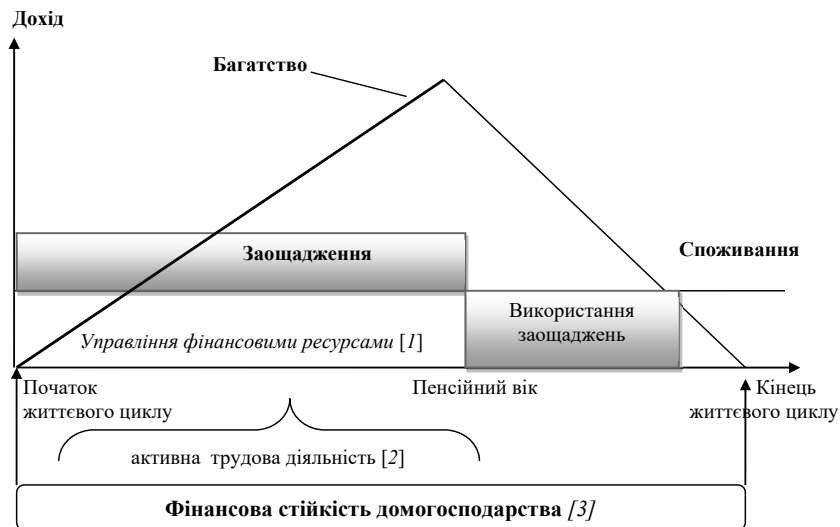 Дохід
Багатство
Заощадження
Споживання
Використання
заощаджень
Управління фінансовими ресурсами [1]
Початок
життєвого циклу
Пенсійний вік
Кінець
життєвого циклу
активна трудова діяльність [2]
Фінансова стійкість домогосподарства [3]